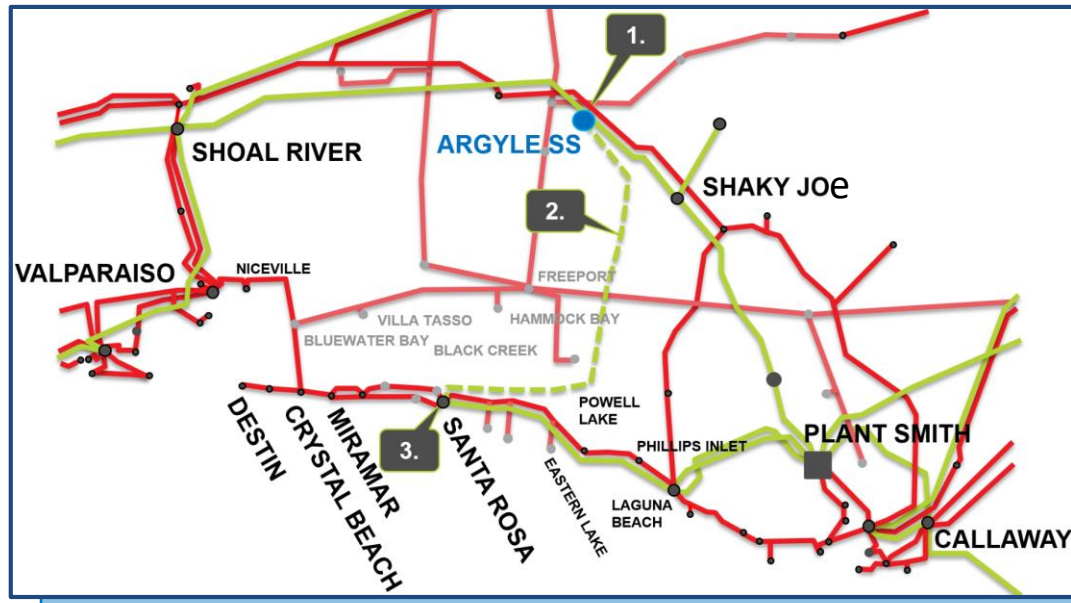 1.
ARGYLE SS
SHOAL RIVER
SHAKY JOe
2.
VALPARAISO
NICEVILLE
FREEPORT
VILLA TASSO
HAMMOCK BAY
BLUEWATER BAY
BLACK CREEK
DESTIN
CRYSTAL BEACH
MIRAMAR
3.
SANTA ROSA
EASTERN LAKE
POWELL
LAKE
PHILLIPS INLET
PLANT SMITH
LAGUNA
BEACH
CALLAWAY